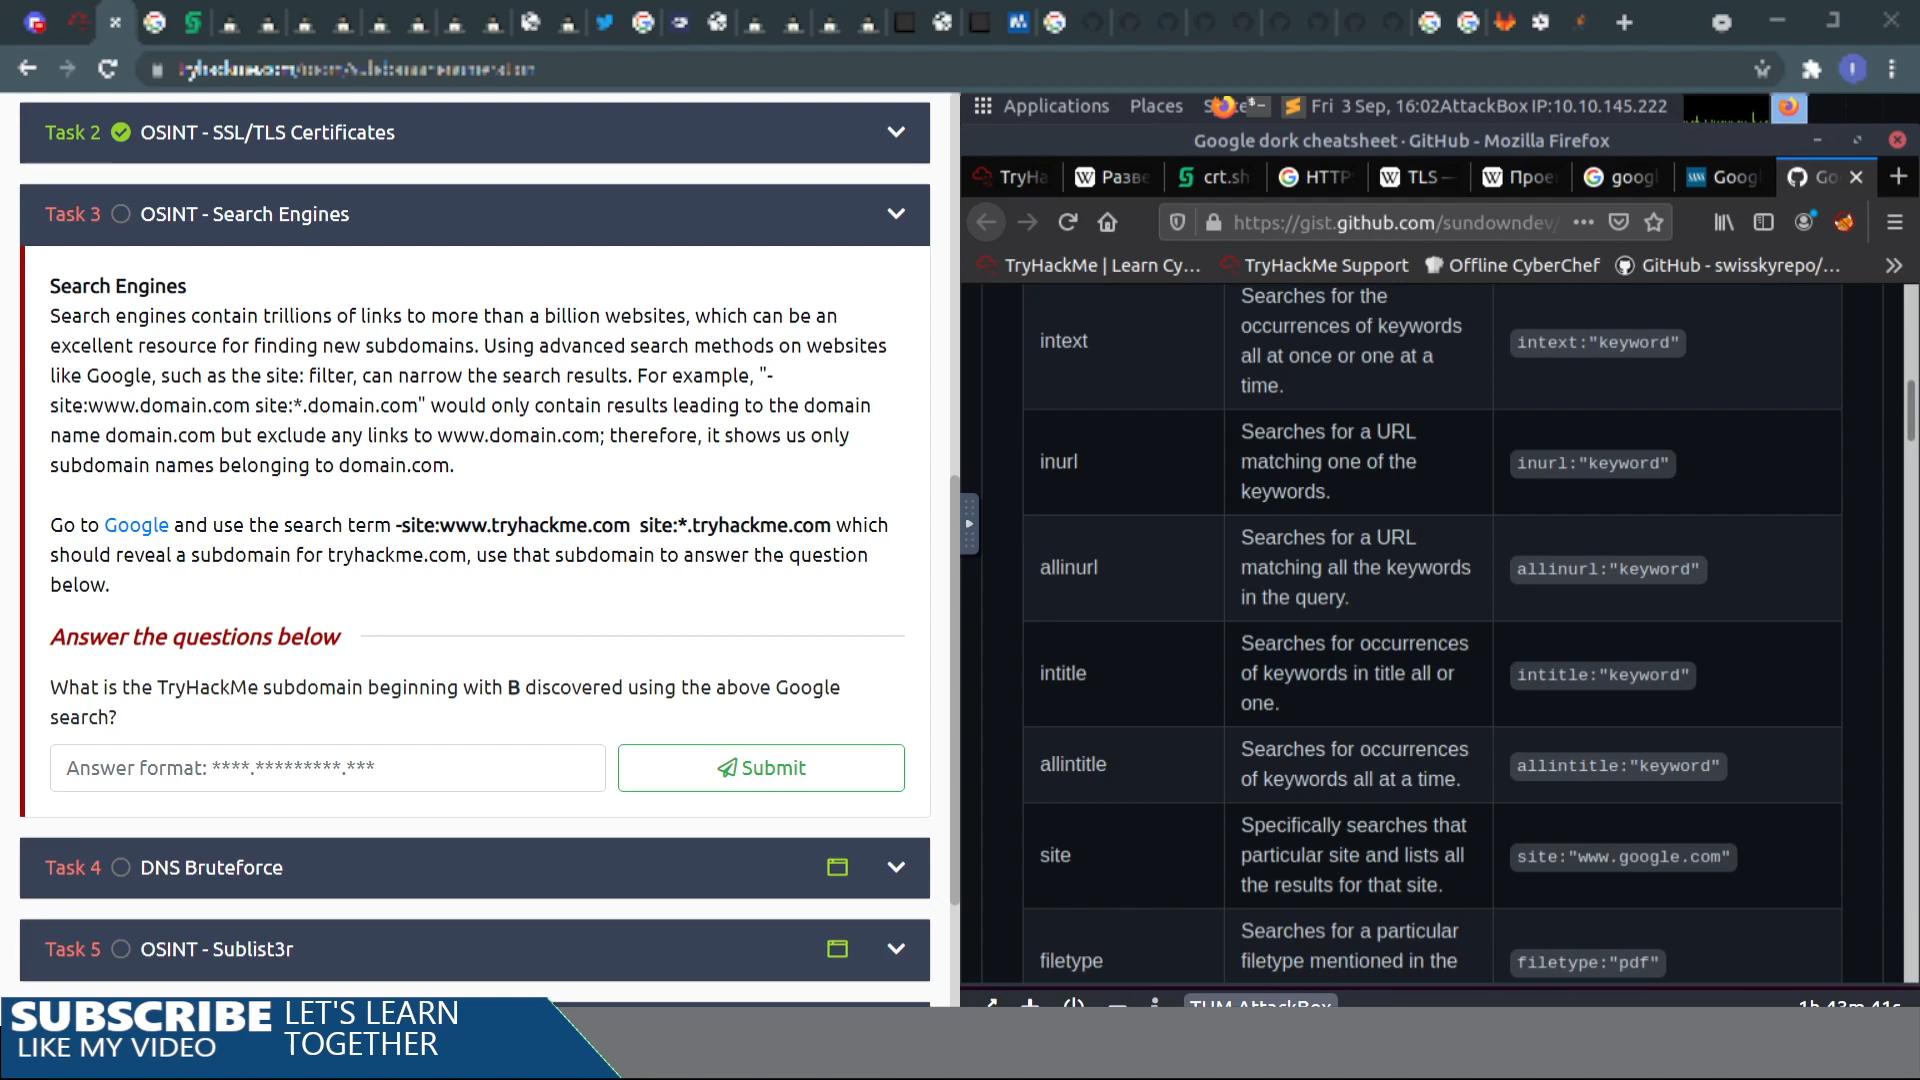 Task 2 OSINT - SSL/TLS Certificates
Task 3 OSINT - Search Engines
Search Engines
Search engines contain trillions of links to more than a billion websites, which can be an
excellent resource for finding new subdomains. Using advanced search methods on websites
like Google, such as the site: filter, can narrow the search results. For example, "-
site:www.domain.com site:*.domain.com" would only contain results leading to the domain
name domain.com but exclude any links to www.domain.com; therefore, it shows us only
subdomain names belonging to domain.com.
Go to Google and use the search term -site:www.tryhackme.com site:*.tryhackme.com which
should reveal a subdomain for tryhackme.com, use that subdomain to answer the question
below.
Answer the questions below
What is the TryHackMe subdomain beginning with B discovered using the above Google
search?
Answer format: ****.*********.***
Submit
Task 4 DNS Bruteforce
Task 5 OSINT - Sublist3r
SUBSCRIBE
LIKE MY VIDEO
LET'S LEARN
TOGETHER
Applications Places Fri 3 Sep, 16:02 AttackBox IP:10.10.145.222
Google dork cheatsheet · GitHub - Mozilla Firefox
TryHa Разве crt.sh HTTP TLS — Прое googl Goog Go
https://gist.github.com/sundowndev/
TryHackMe | Learn Cy... TryHackMe Support Offline CyberChef GitHub - swisskyrepo/...
intext
Searches for the
occurrences of keywords
all at once or one at a
time.
intext:"keyword"
inurl
Searches for a URL
matching one of the
keywords.
inurl:"keyword"
allinurl
Searches for a URL
matching all the keywords
in the query.
allinurl:"keyword"
intitle
Searches for occurrences
of keywords in title all or
one.
intitle:"keyword"
allintitle
Searches for occurrences
of keywords all at a time.
allintitle:"keyword"
site
Specifically searches that
particular site and lists all
the results for that site.
site:"www.google.com"
filetype
Searches for a particular
filetype mentioned in the
filetype:"pdf"
THM AttackBox
1h 43m 41s